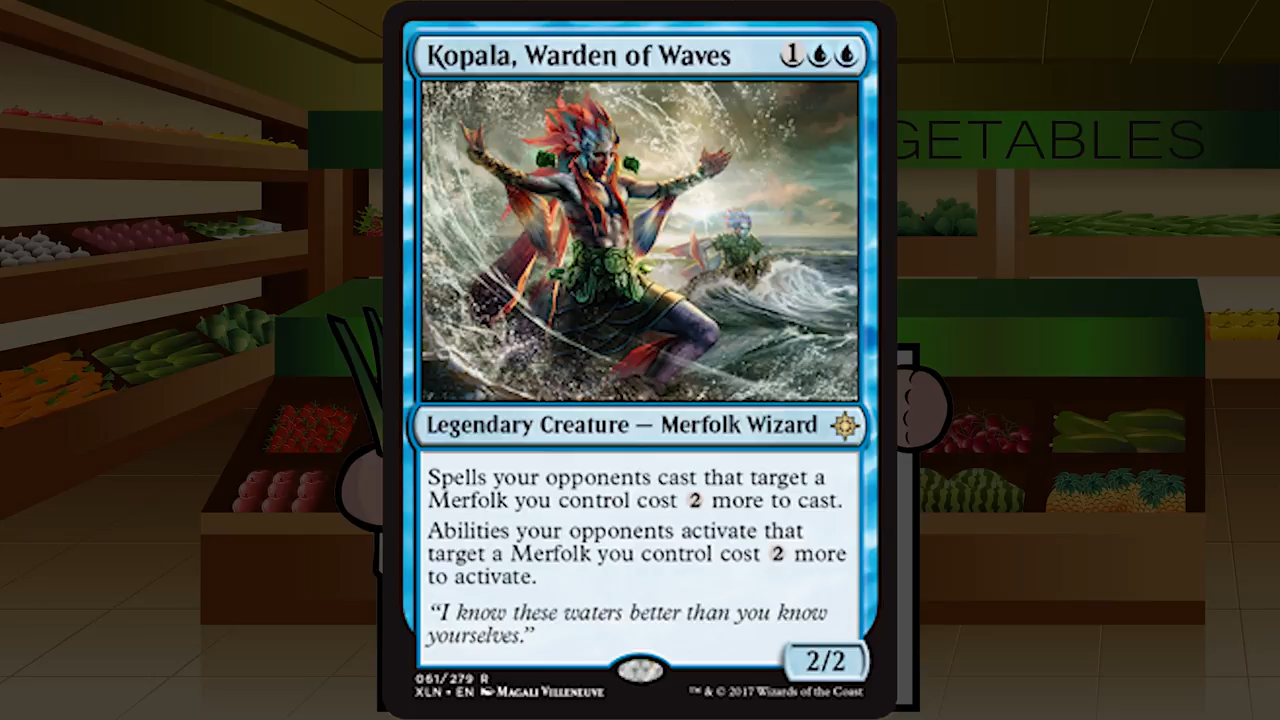 Kopala, Warden of Waves 1
GETABLES
Legendary Creature — Merfolk Wizard
Spells your opponents cast that target a
Merfolk you control cost 2 more to cast.
Abilities your opponents activate that
target a Merfolk you control cost 2 more
to activate.
"I know these waters better than you know
yourselves."
2/2
061/279 R
XLN • EN Magali Villeneuve
™ & © 2017 Wizards of the Coast